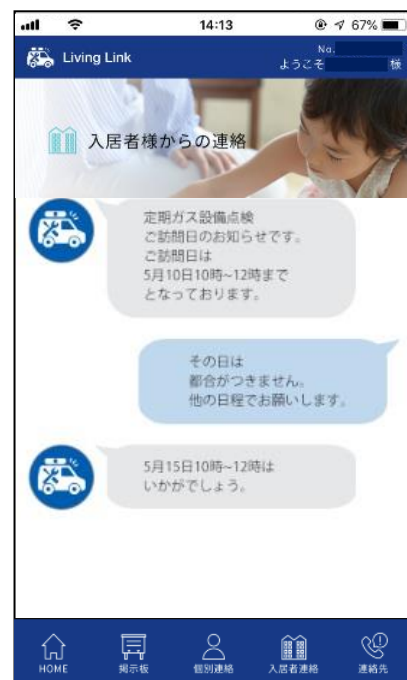 14:13
67%
Living Link
No.
ようこそ 様
入居者様からの連絡
定期ガス設備点検
ご訪問日のお知らせです。
ご訪問日は
5月10日10時~12時まで
となっております。
その日は
都合がつきません。
他の日程でお願いします。
5月15日10時~12時は
いかがでしょう。
HOME
掲示板
個別連絡
入居者連絡
連絡先